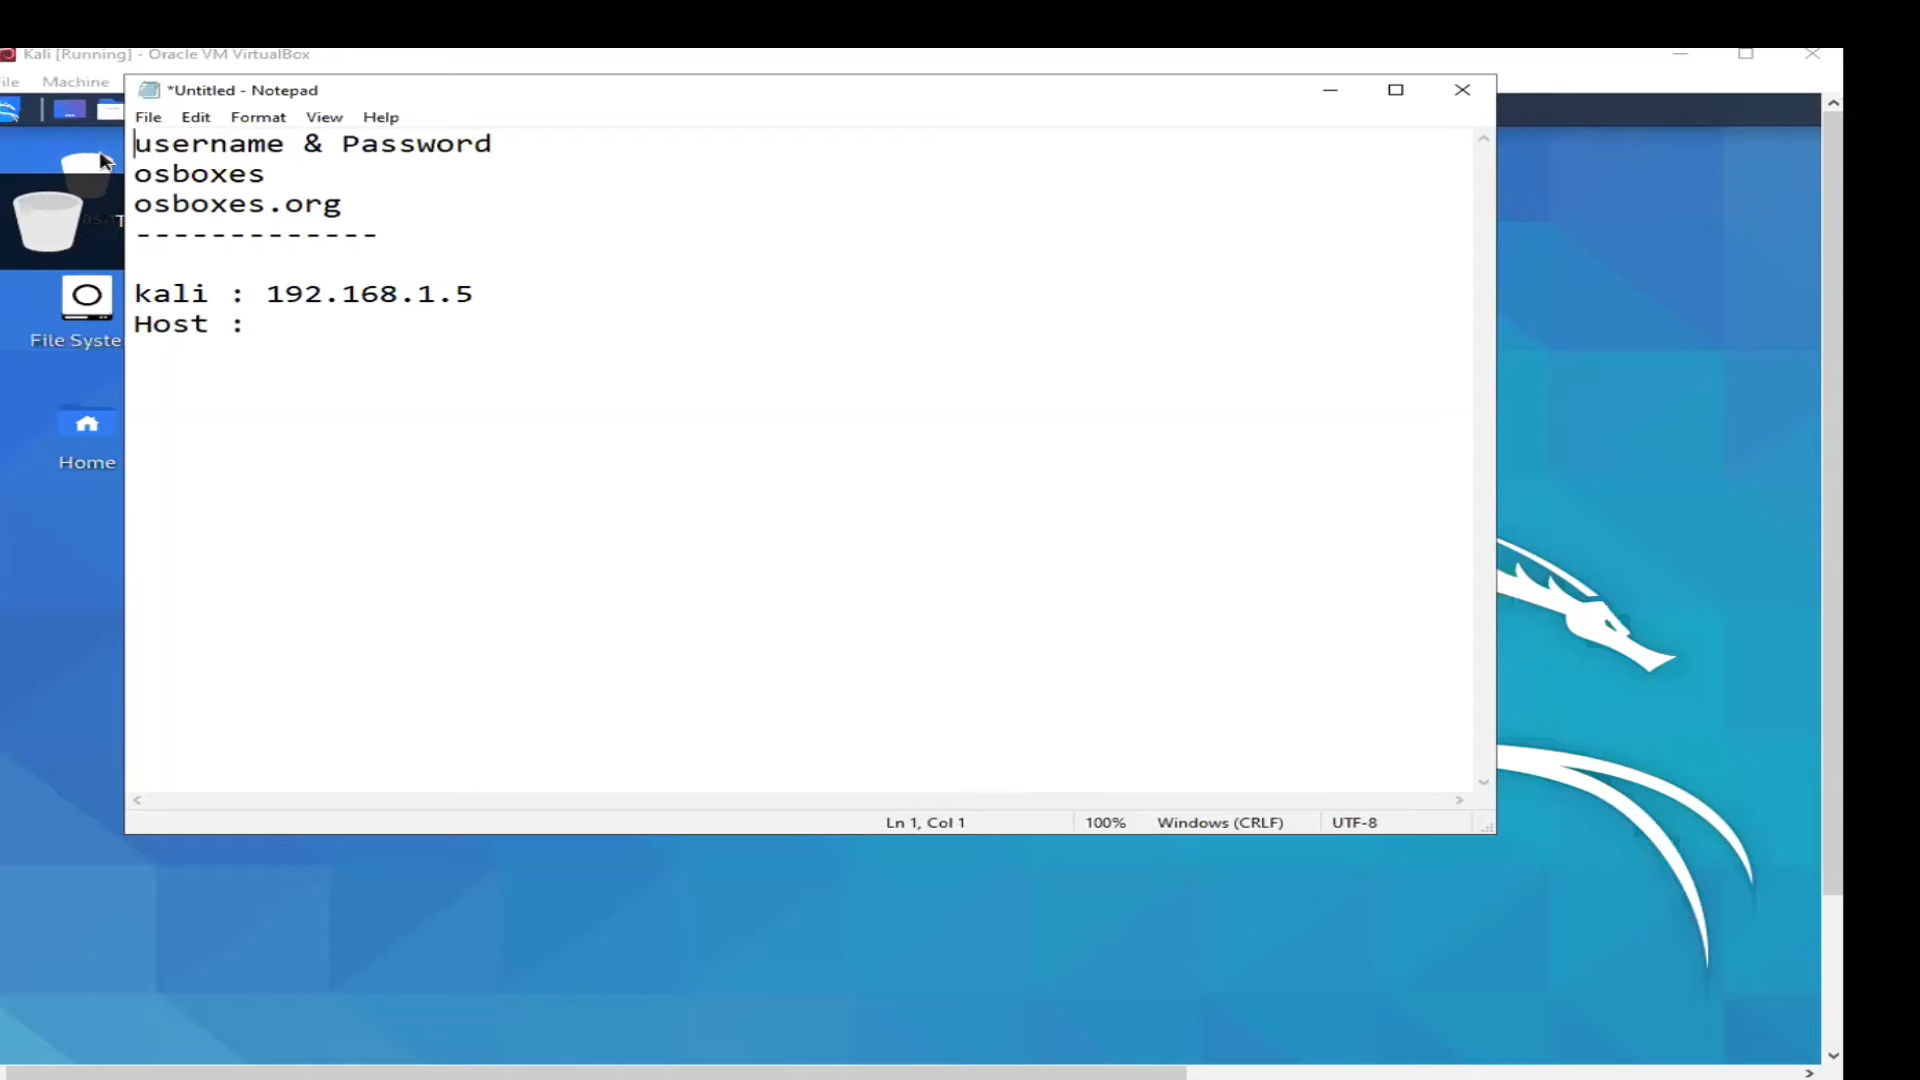 Kali [Running] - Oracle VM VirtualBox
Machine
*Untitled - Notepad
File Edit Format View Help
username & Password
osboxes
osboxes.org
-------------

kali : 192.168.1.5
Host :
File Syste
Home
Ln 1, Col 1 100% Windows (CRLF) UTF-8